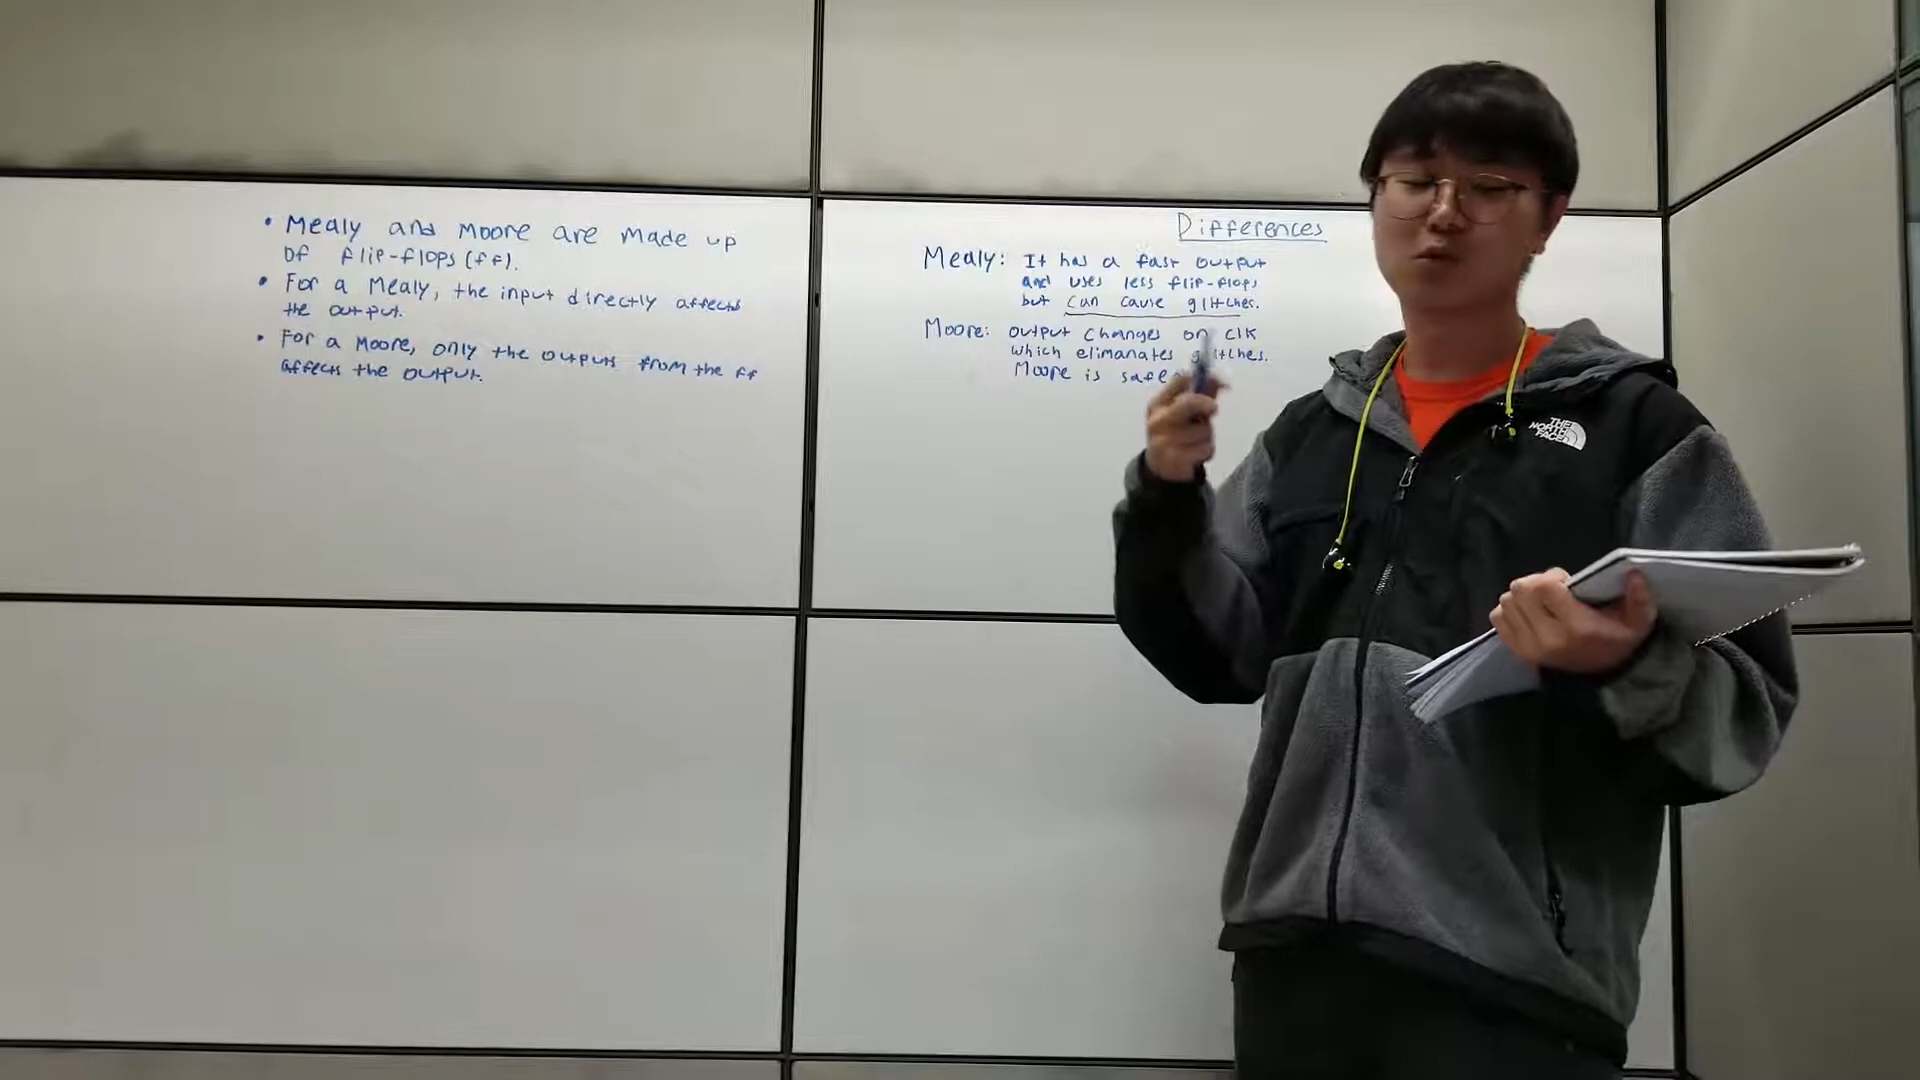 • Mealy and Moore are made up
of flip-flops (ff).
• For a Mealy, the input directly affects
the output.
• For a Moore, only the outputs from the ff
affects the output.
Differences
Mealy: It has a fast output
and uses less flip-flops
but can cause glitches.
Moore: output changes on clk
which elimanates glitches.
Moore is safe
THE
NORTH
FACE